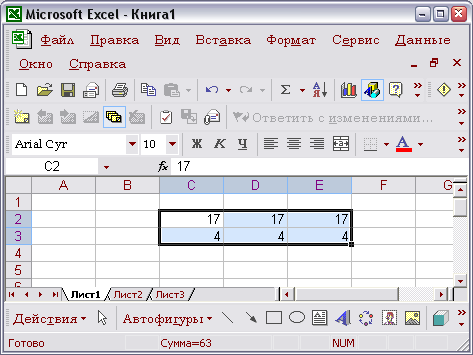 Microsoft Excel - Книга1
Файл Правка Вид Вставка Формат Сервис Данные
Окно Справка
Σ А Я
? 
Ответить с изменениями...
Arial Cyr 10 Ж К Ч А
C2 fx 17
A B C D E F G
1
2 17 17 17
3 4 4 4
4
5
6
Лист1 Лист2 Лист3
Действия Автофигуры A
Готово Сумма=63 NUM